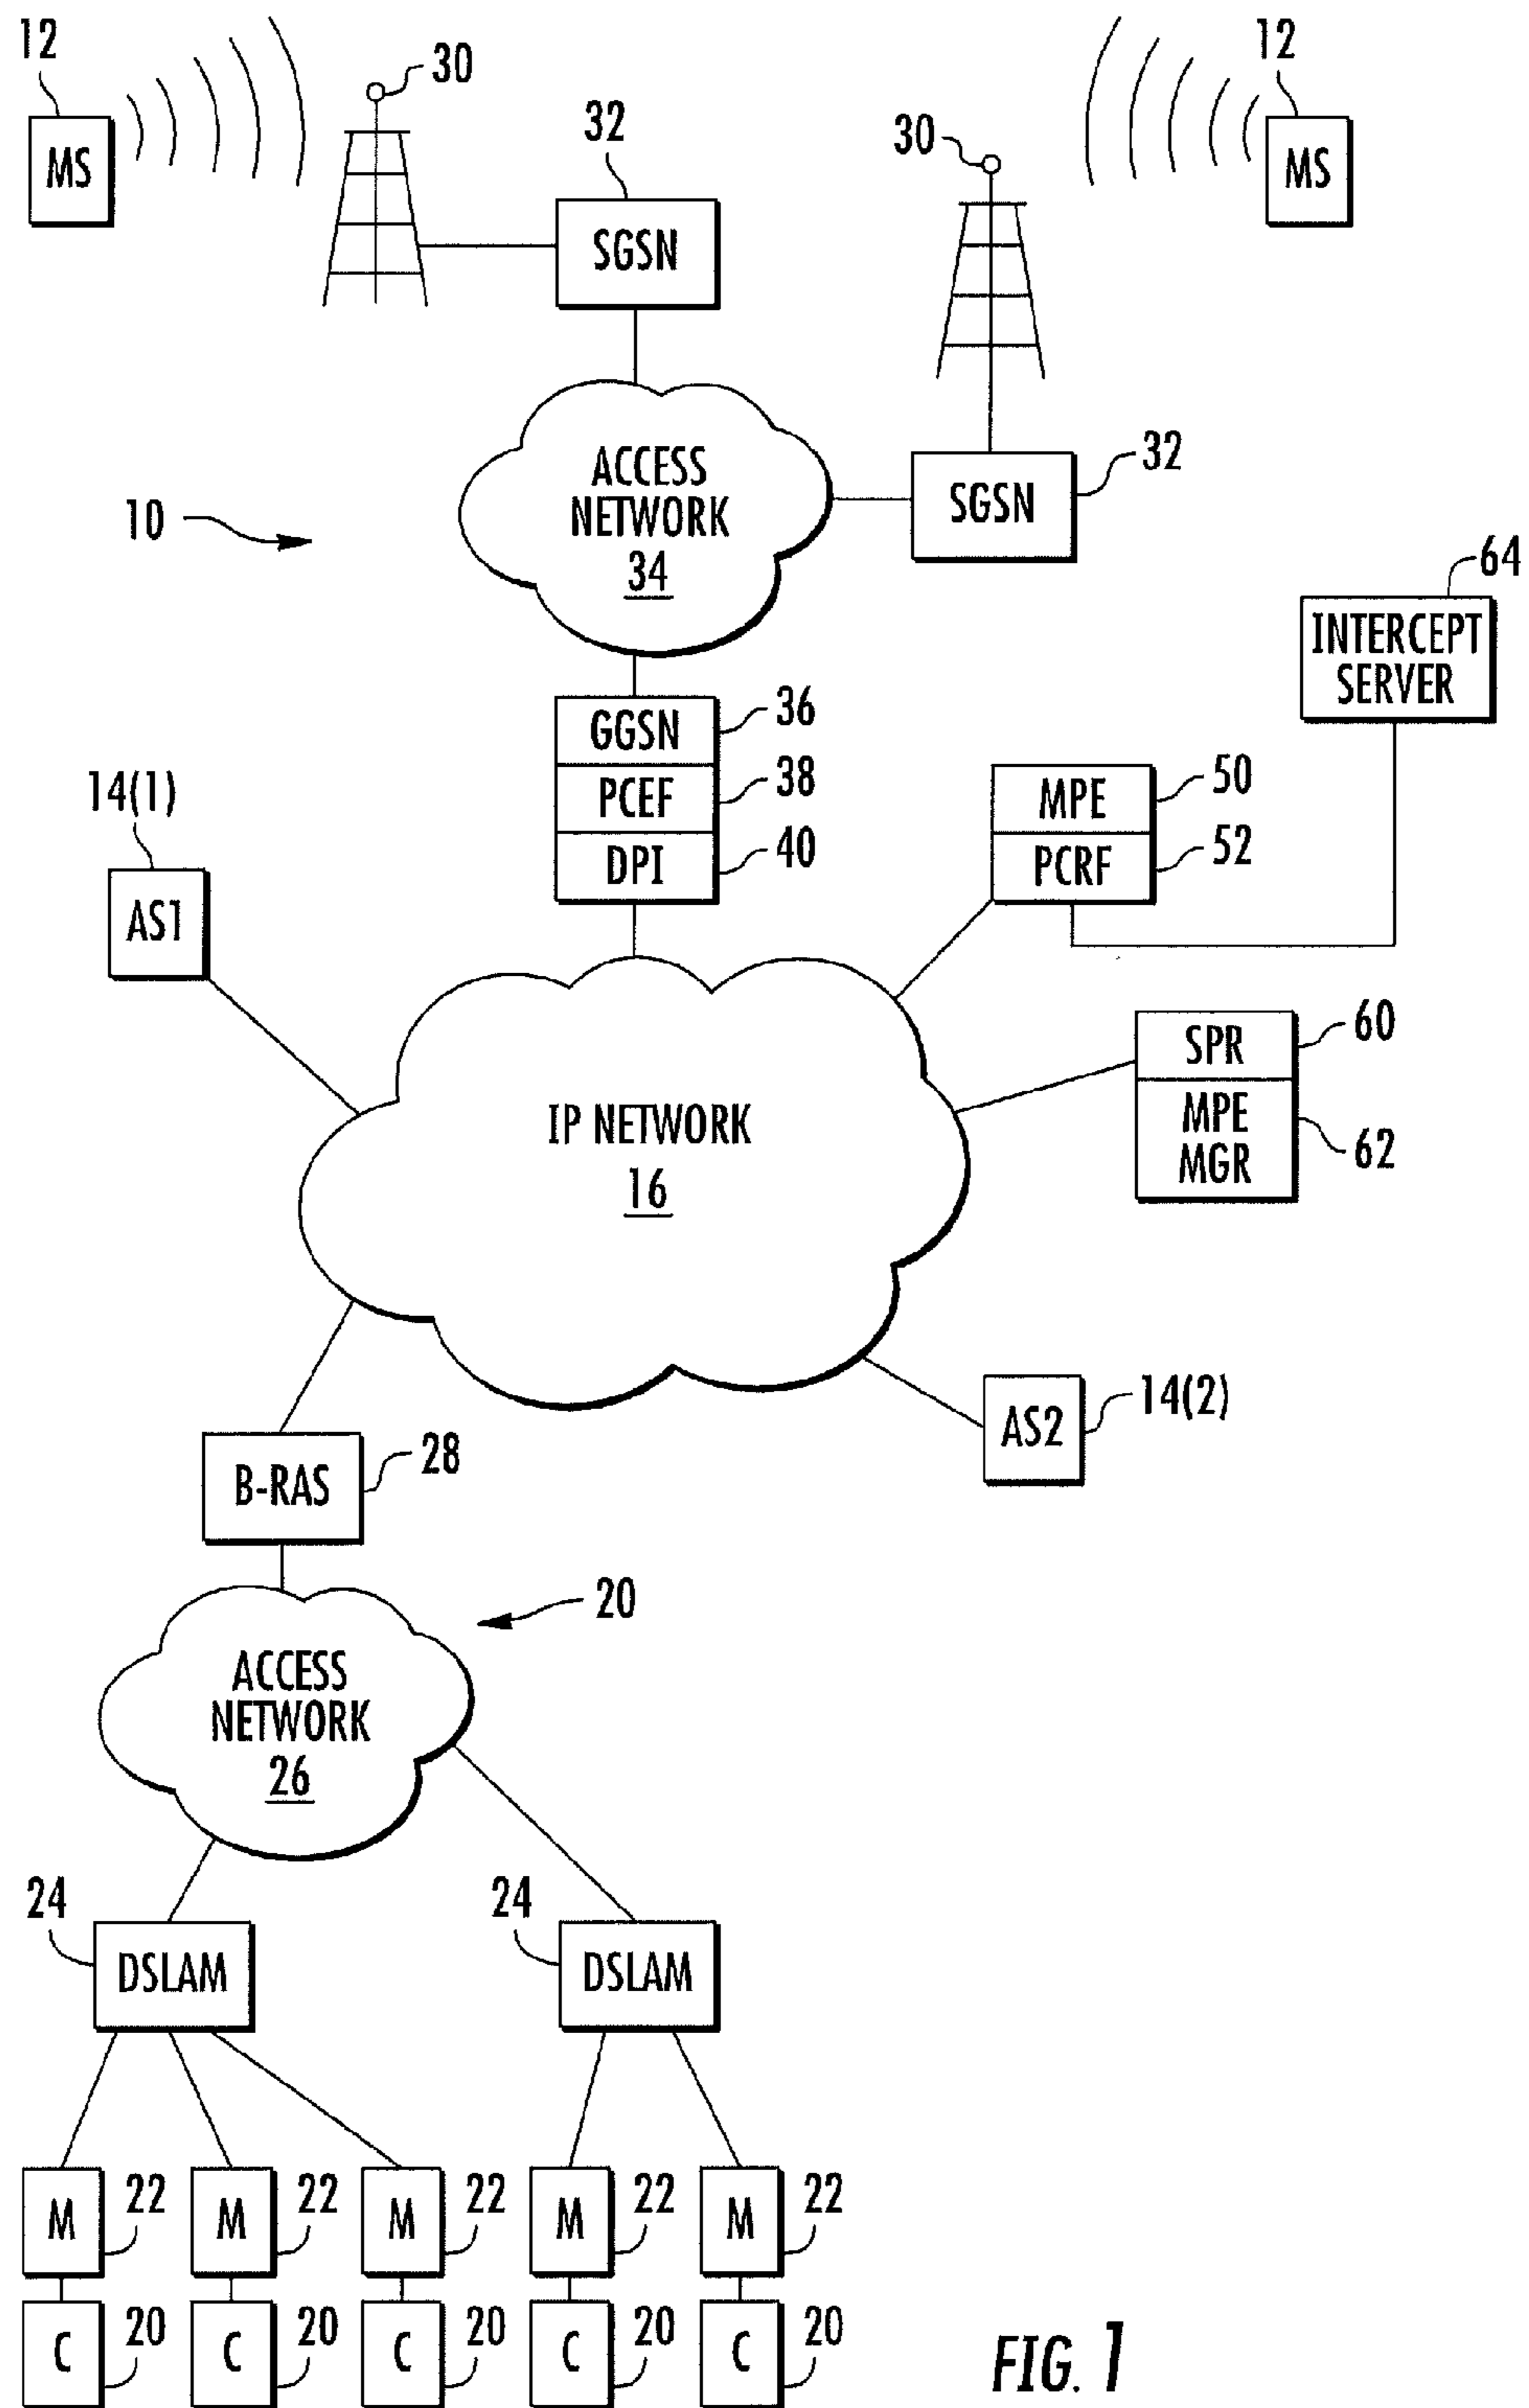 12
30
12
MS
32
30
MS
SGSN
ACCESS
NETWORK
34
32
SGSN
10
64
INTERCEPT
SERVER
GGSN
36
PCEF
38
DPI
40
14(1)
AS1
MPE
50
PCRF
52
SPR
60
MPE
MGR
62
IP NETWORK
16
AS2
14(2)
B-RAS
28
20
ACCESS
NETWORK
26
24
24
DSLAM
DSLAM
M
22
M
22
M
22
M
22
M
22
C
20
C
20
C
20
C
20
C
20
FIG. 1